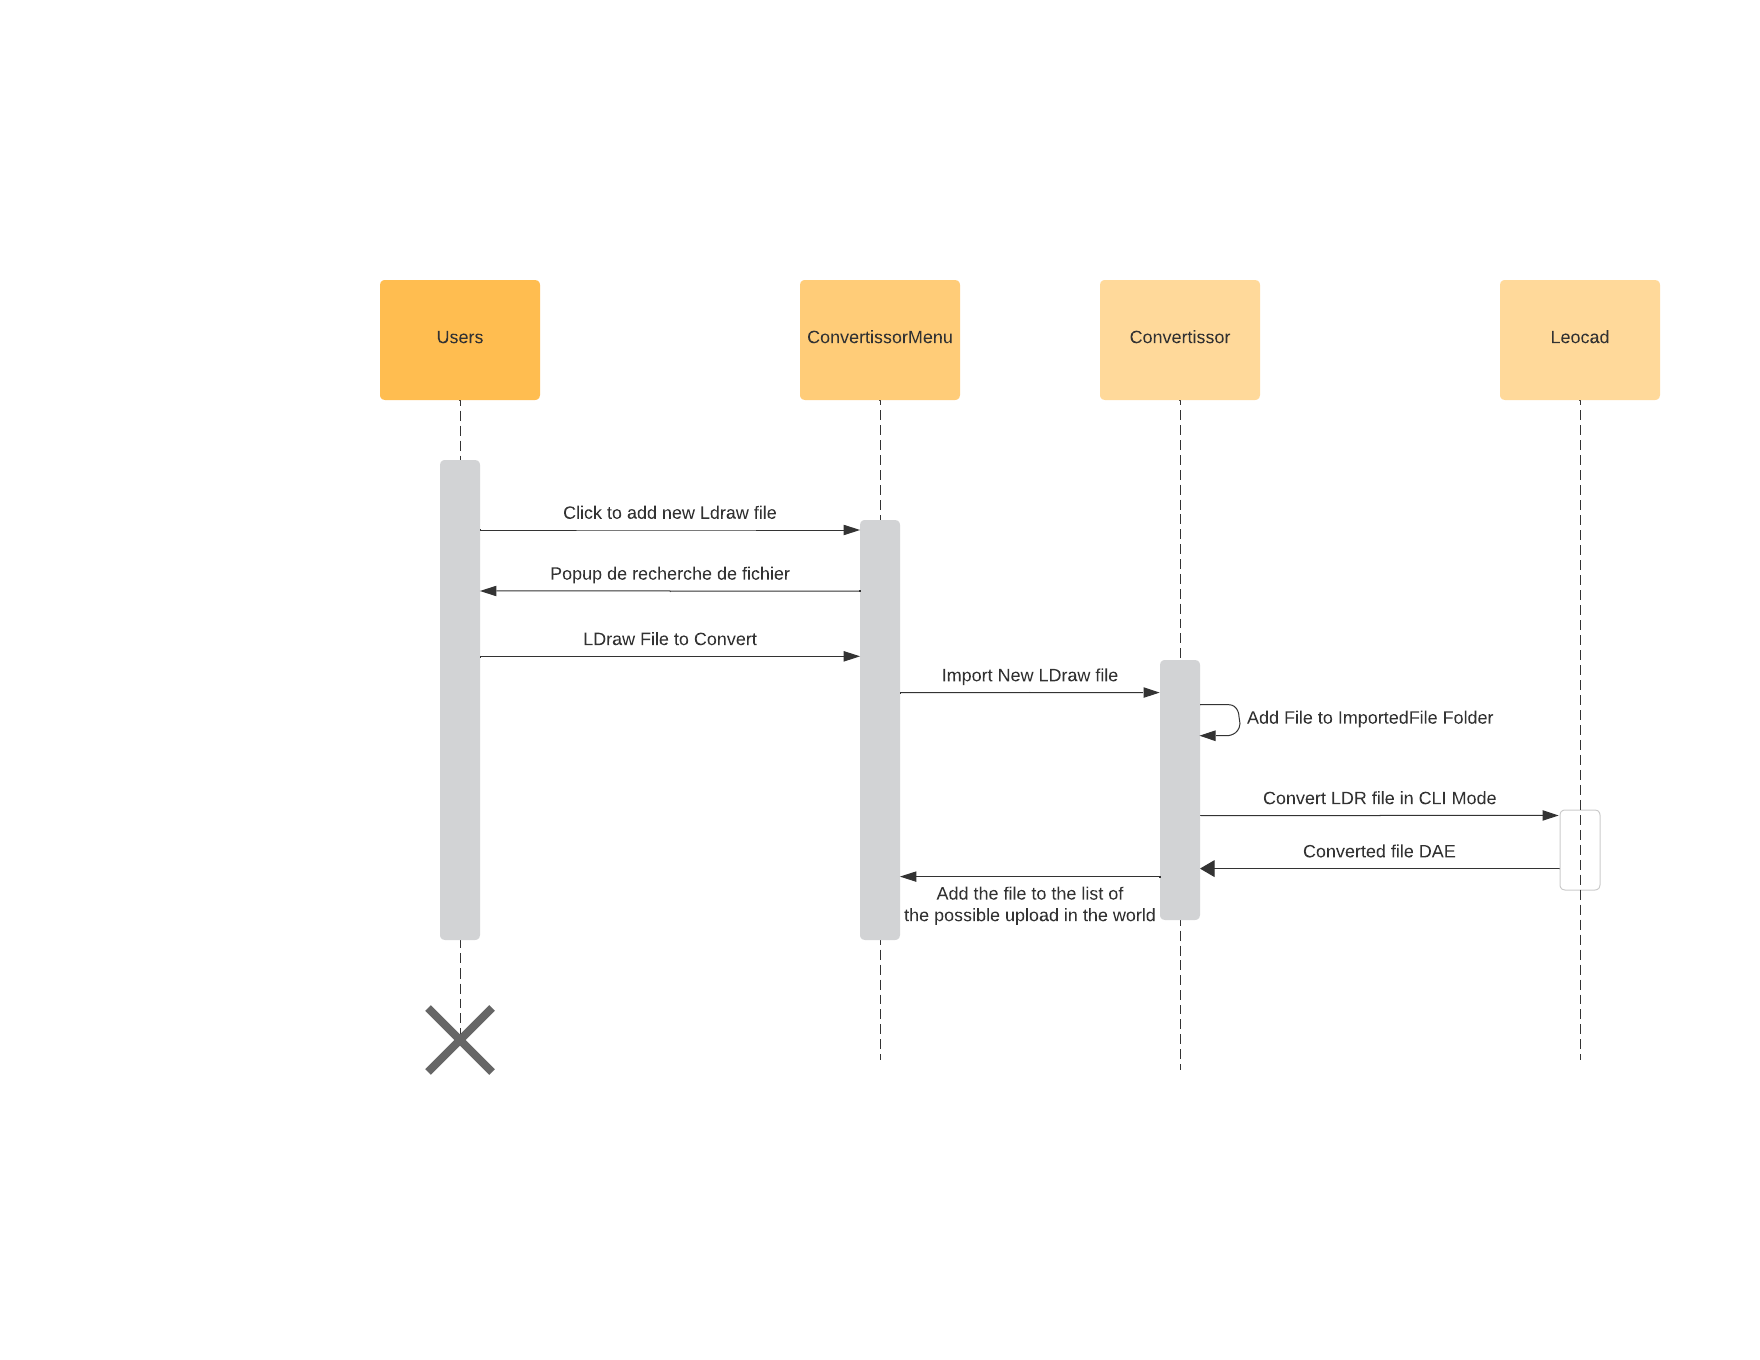 Users
ConvertissorMenu
Convertissor
Leocad
Click to add new Ldraw file
Popup de recherche de fichier
LDraw File to Convert
Import New LDraw file
Add File to ImportedFile Folder
Convert LDR file in CLI Mode
Converted file DAE
Add the file to the list of
the possible upload in the world